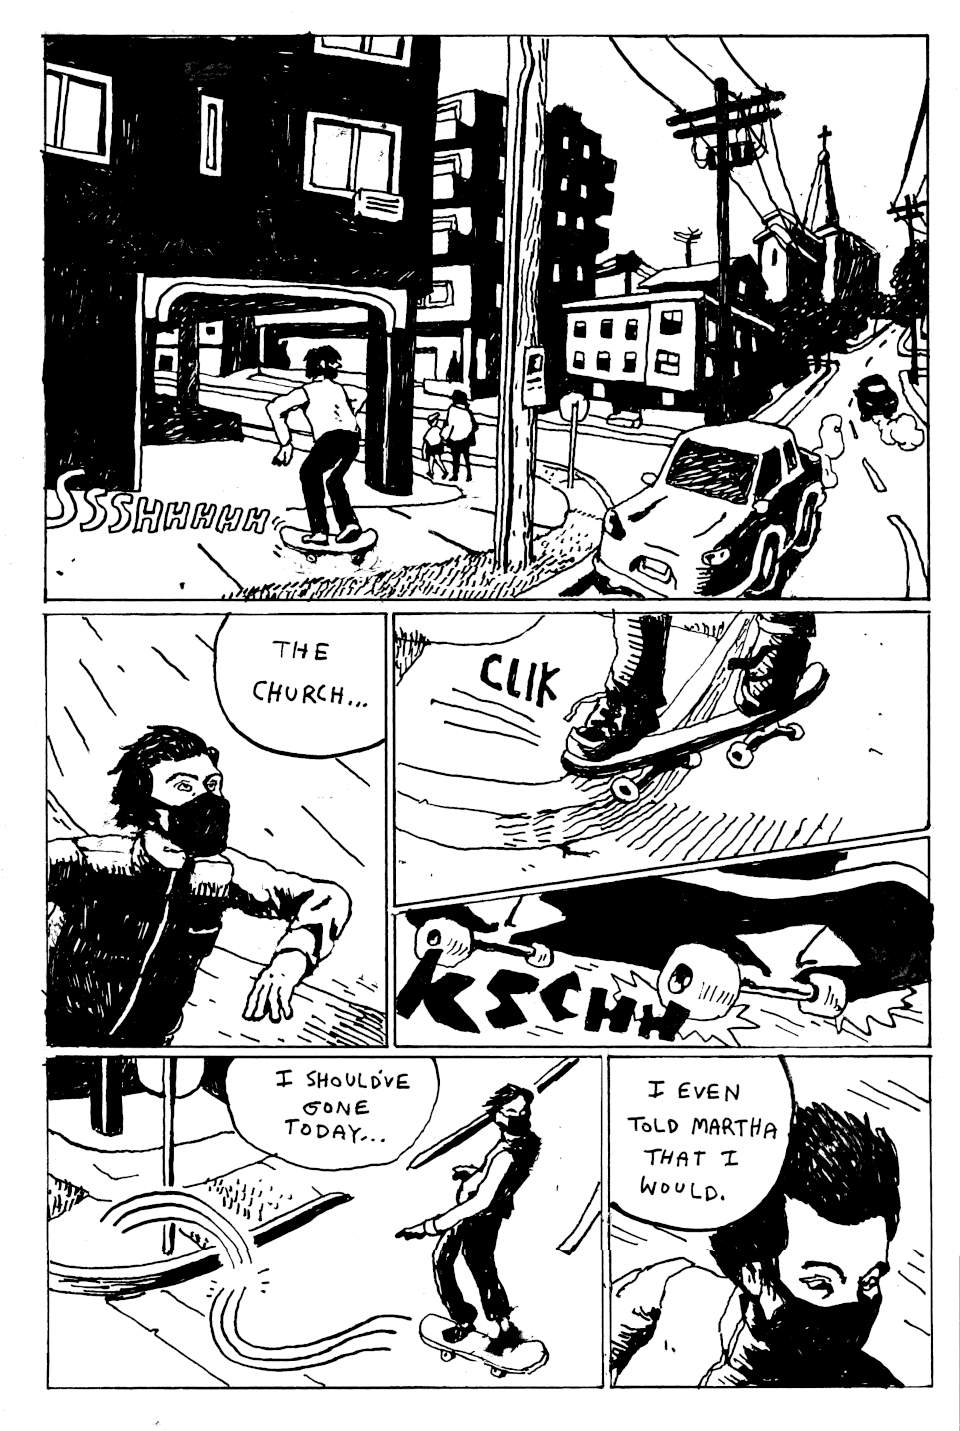 SSSHHHHHH
THE
CHURCH...
CLIK
KSCHH
I SHOULD'VE
GONE
TODAY...
I EVEN
TOLD MARTHA
THAT I
WOULD.